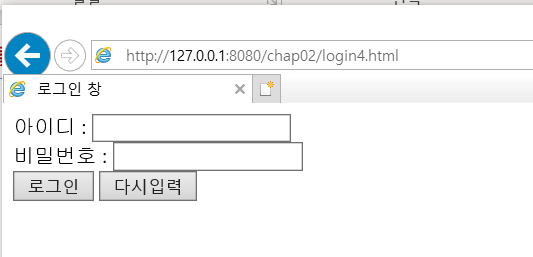 http://127.0.0.1:8080/chap02/login4.html
로그인 창
아이디 :
비밀번호 :
로그인 다시입력